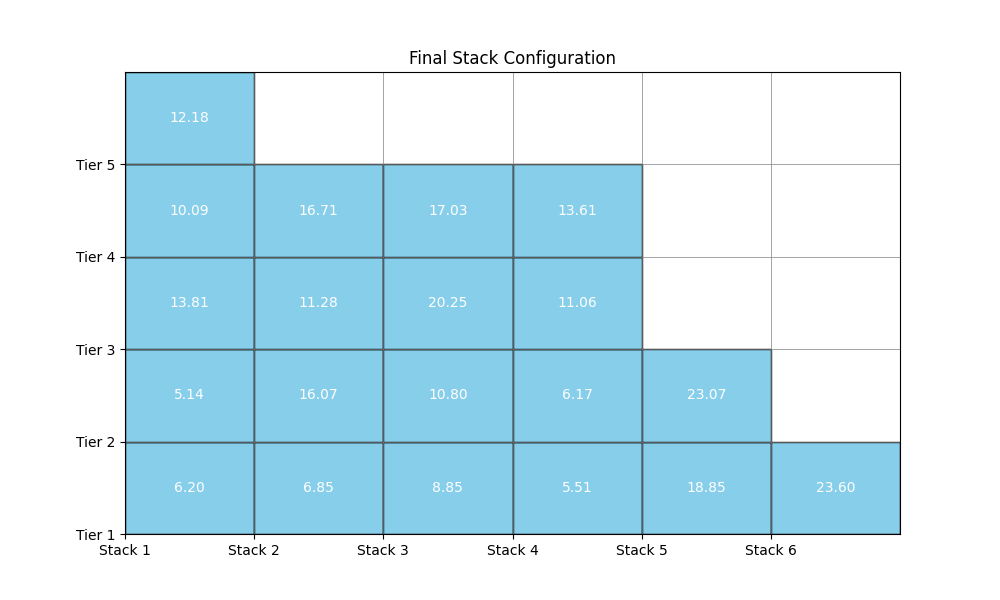 Final Stack Configuration
12.18
Tier 5
10.09 16.71 17.03 13.61
Tier 4
13.81 11.28 20.25 11.06
Tier 3
5.14 16.07 10.80 6.17 23.07
Tier 2
6.20 6.85 8.85 5.51 18.85 23.60
Tier 1
Stack 1 Stack 2 Stack 3 Stack 4 Stack 5 Stack 6